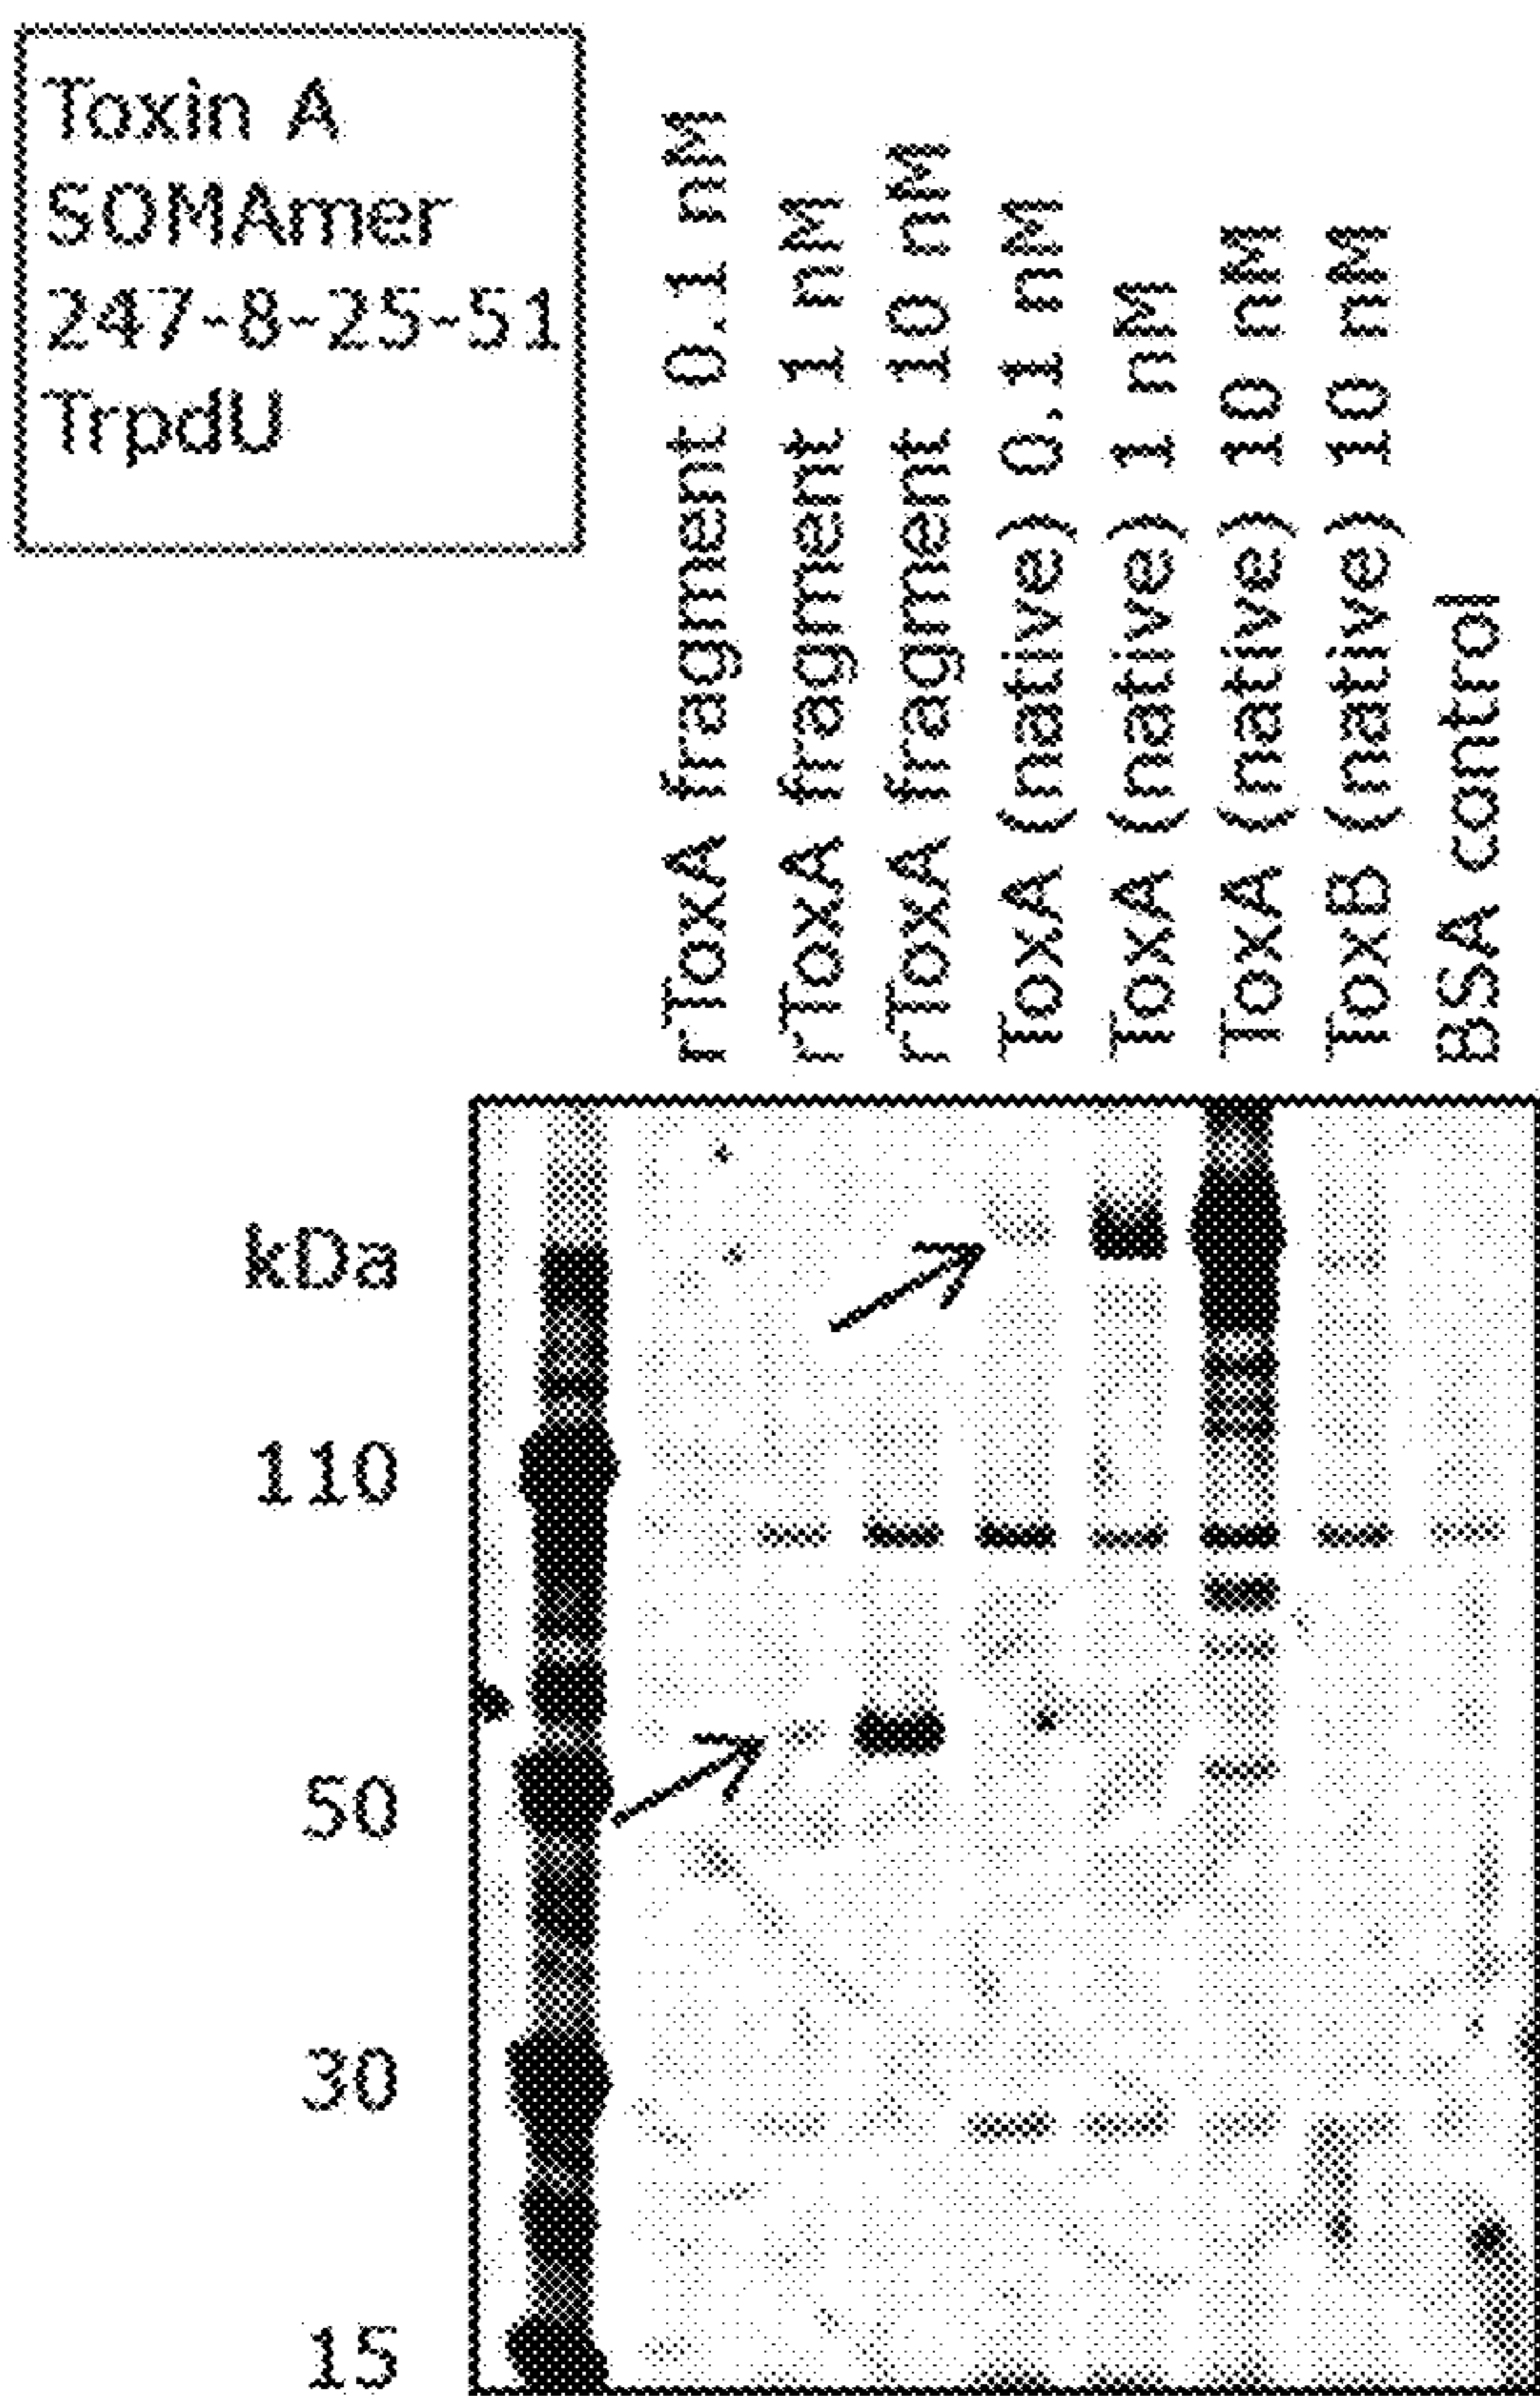 Toxin A
SOMAmer
247-8-25-51
TrpdU
rToxA fragment 0.1 nM
rToxA fragment 1 nM
rToxA fragment 10 nM
ToxA (native) 0.1 nM
ToxA (native) 1 nM
ToxA (native) 10 nM
ToxB (native) 10 nM
BSA control
kDa
110
50
30
15